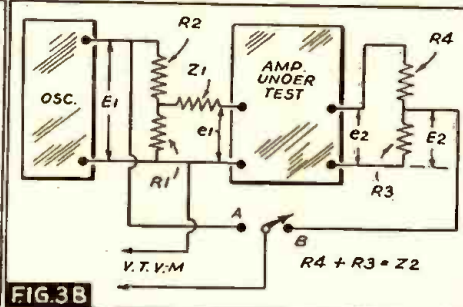 R2
R4
Z1
OSC.
E1
AMP.
UNDER
TEST
e1
e2
E2
R1
R3
A
B
V.T.V.M
R4 + R3 = Z2
FIG.3B